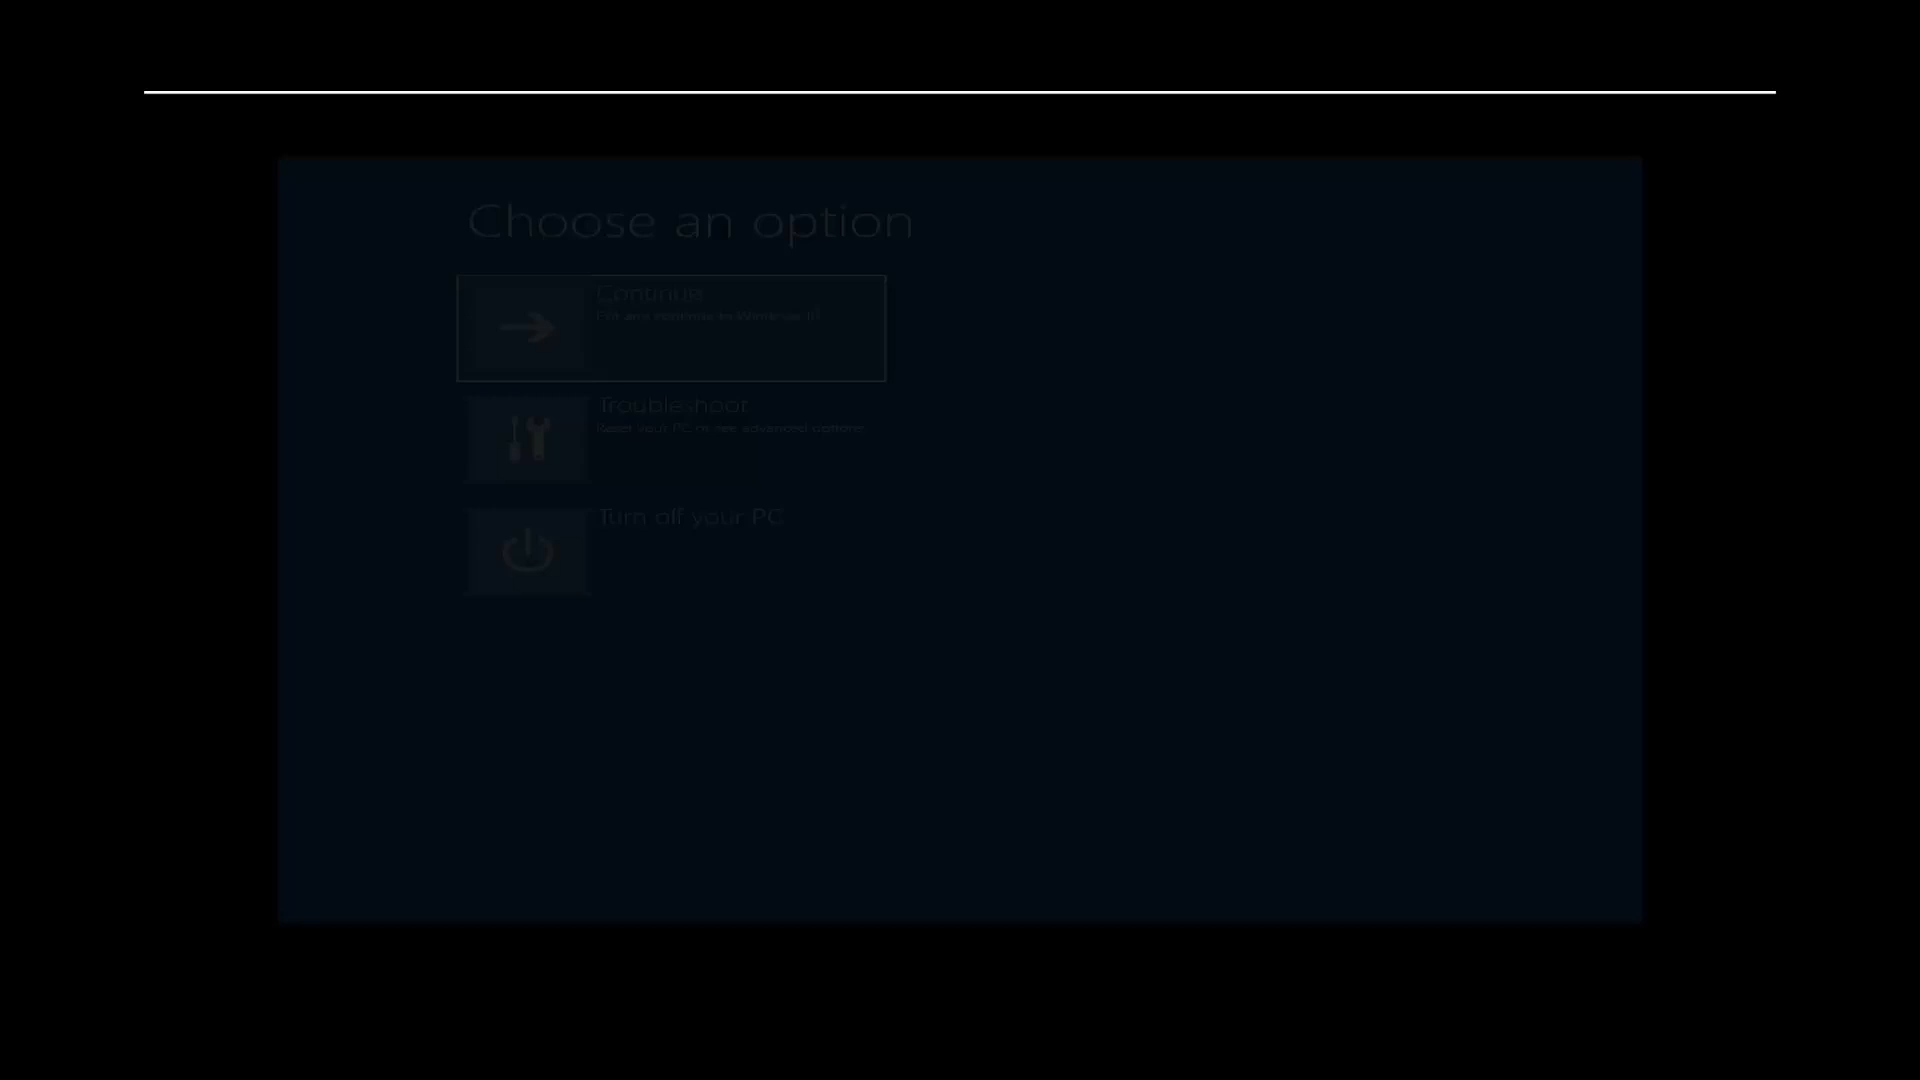 Choose an option
Continue
Exit and continue to Windows 10
Troubleshoot
Reset your PC or see advanced options
Turn off your PC